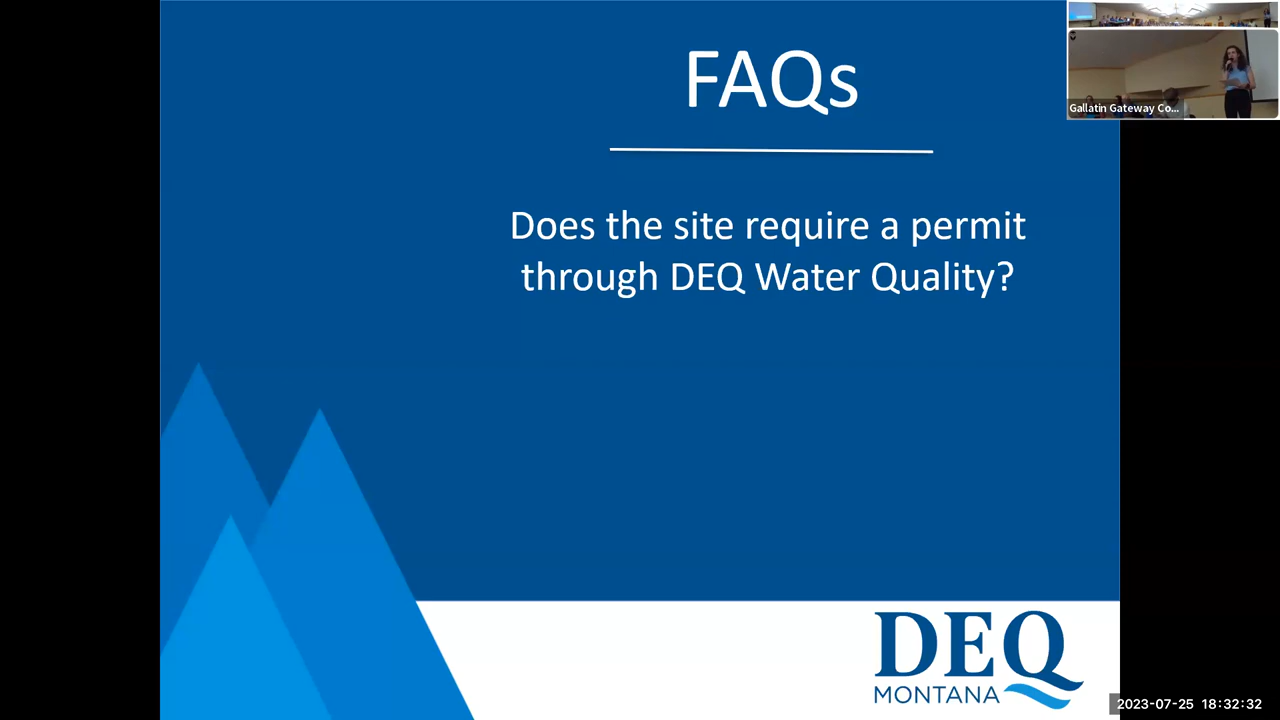 FAQs
Does the site require a permit
through DEQ Water Quality?
Gallatin Gateway Co...
DEQ
MONTANA
2023-07-25 18:32:32